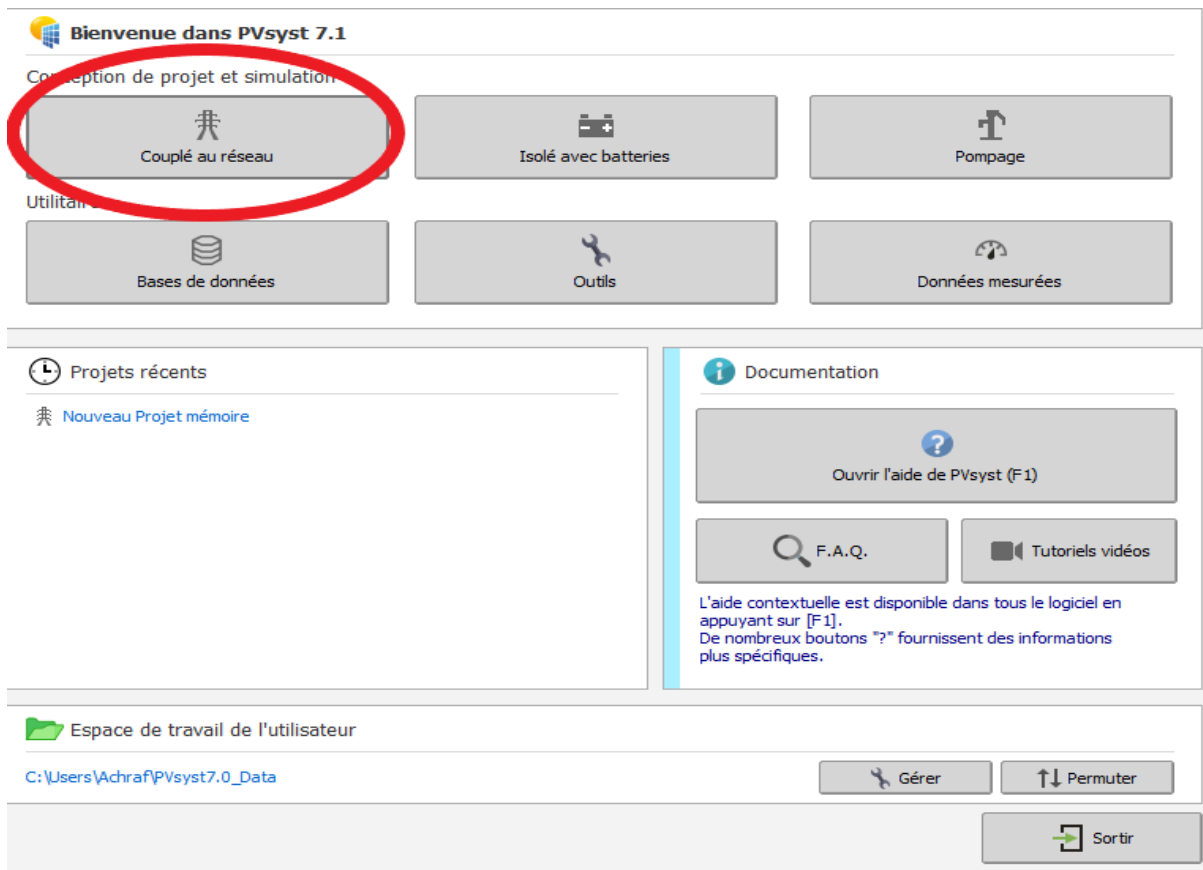 Bienvenue dans PVsyst 7.1
Conception de projet et simulation
Couplé au réseau
Isolé avec batteries
Pompage
Bases de données
Outils
Données mesurées
Projets récents
Nouveau Projet mémoire
Documentation
Ouvrir l'aide de PVsyst (F1)
F.A.Q.
Tutoriels vidéos
L'aide contextuelle est disponible dans tous le logiciel en
appuyant sur [F1].
De nombreux boutons "?" fournissent des informations
plus spécifiques.
Espace de travail de l'utilisateur
C:\Users\Achraf\PVsyst7.0_Data
Gérer
Permuter
Sortir